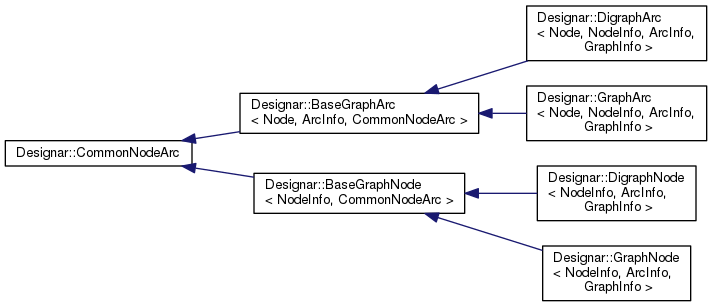 Designar::CommonNodeArc
Designar::BaseGraphArc
< Node, ArcInfo, CommonNodeArc >
Designar::BaseGraphNode
< NodeInfo, CommonNodeArc >
Designar::DigraphArc
< Node, NodeInfo, ArcInfo,
GraphInfo >
Designar::GraphArc
< Node, NodeInfo, ArcInfo,
GraphInfo >
Designar::DigraphNode
< NodeInfo, ArcInfo,
GraphInfo >
Designar::GraphNode
< NodeInfo, ArcInfo,
GraphInfo >